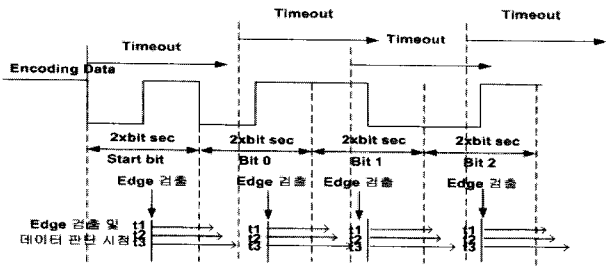 Timeout
Timeout
Timeout
Timeout
Encoding Data
2xbit sec
2xbit sec
2xbit sec
2xbit sec
Start bit
Bit 0
Bit 1
Bit 2
Edge 검출
Edge 검출
Edge 검출
Edge 검출
Edge 검출 및
데이터 판단 시점
t1
t2
t3
t1
t2
t3
t1
t2
t3
t1
t2
t3